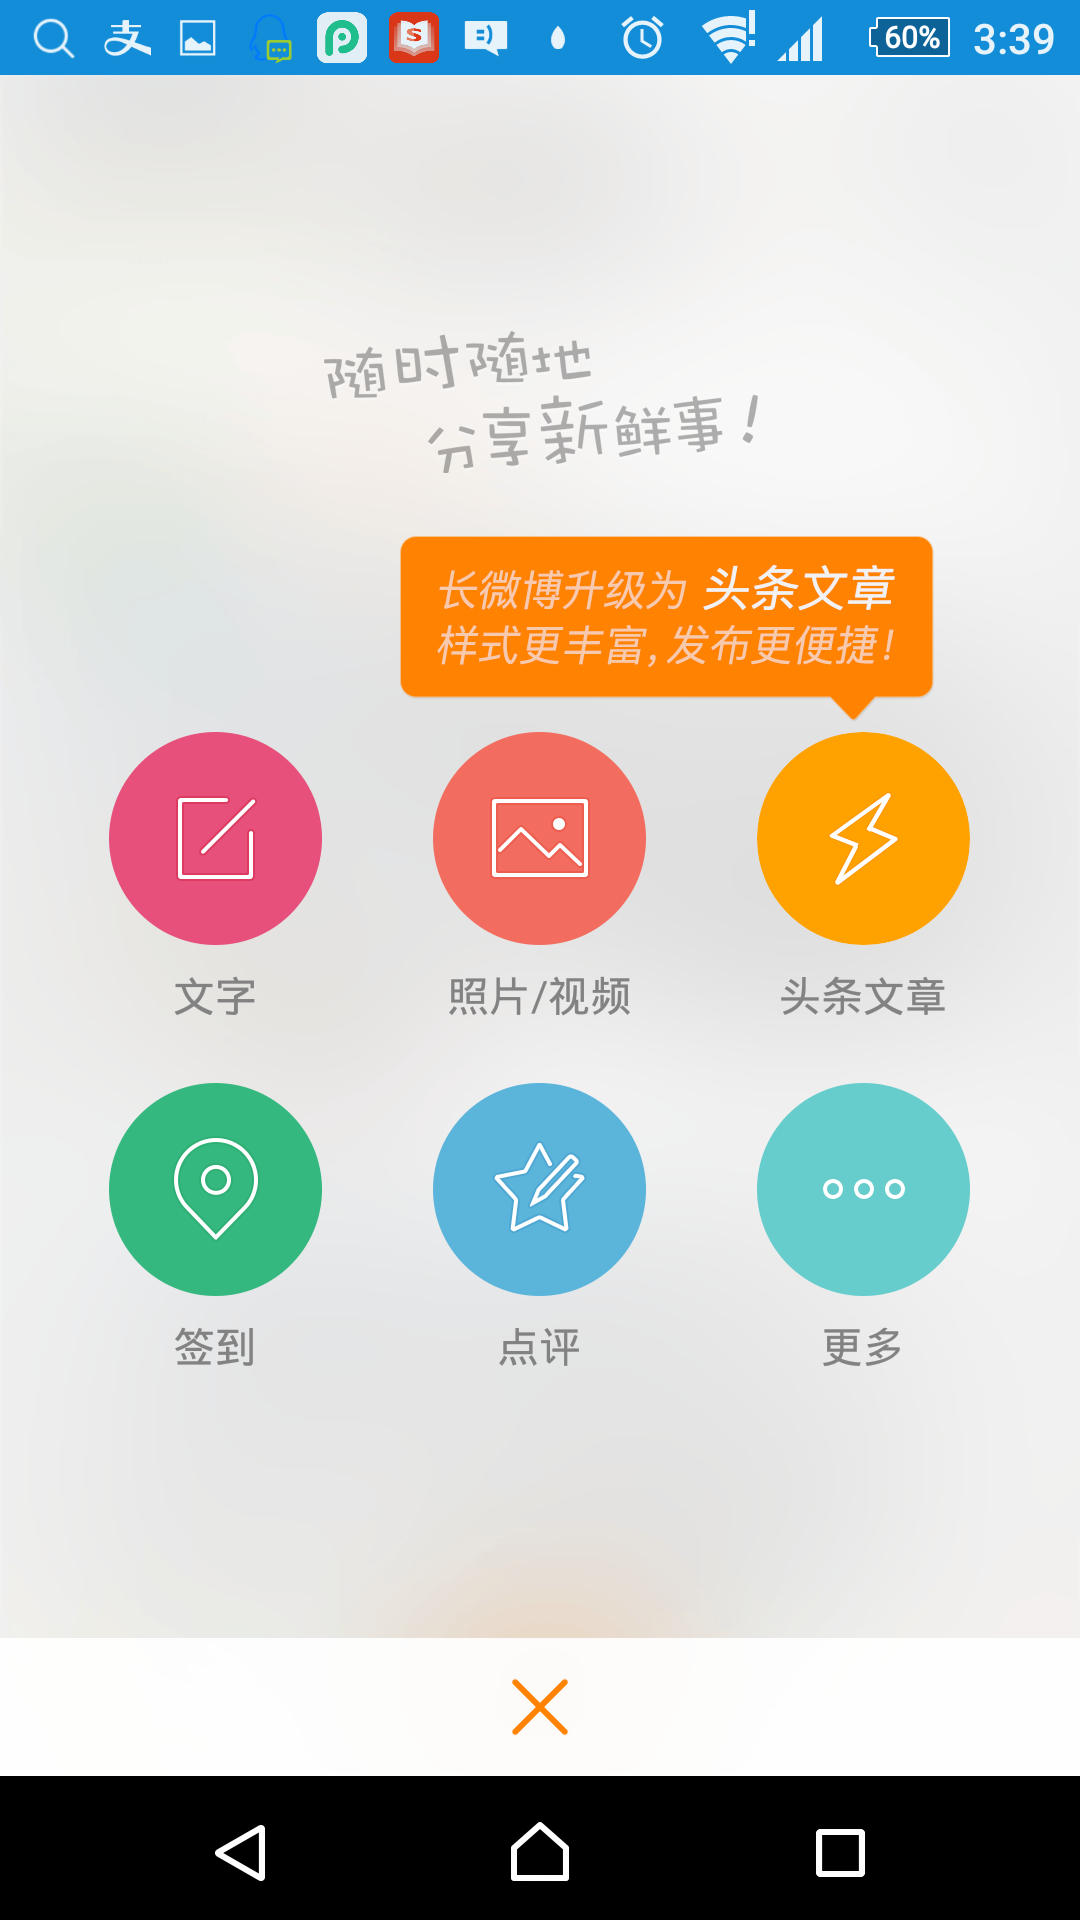 支 60% 3:39
随时随地
分享新鲜事!
长微博升级为 头条文章
样式更丰富,发布更便捷!
文字 照片/视频 头条文章
签到 点评 更多